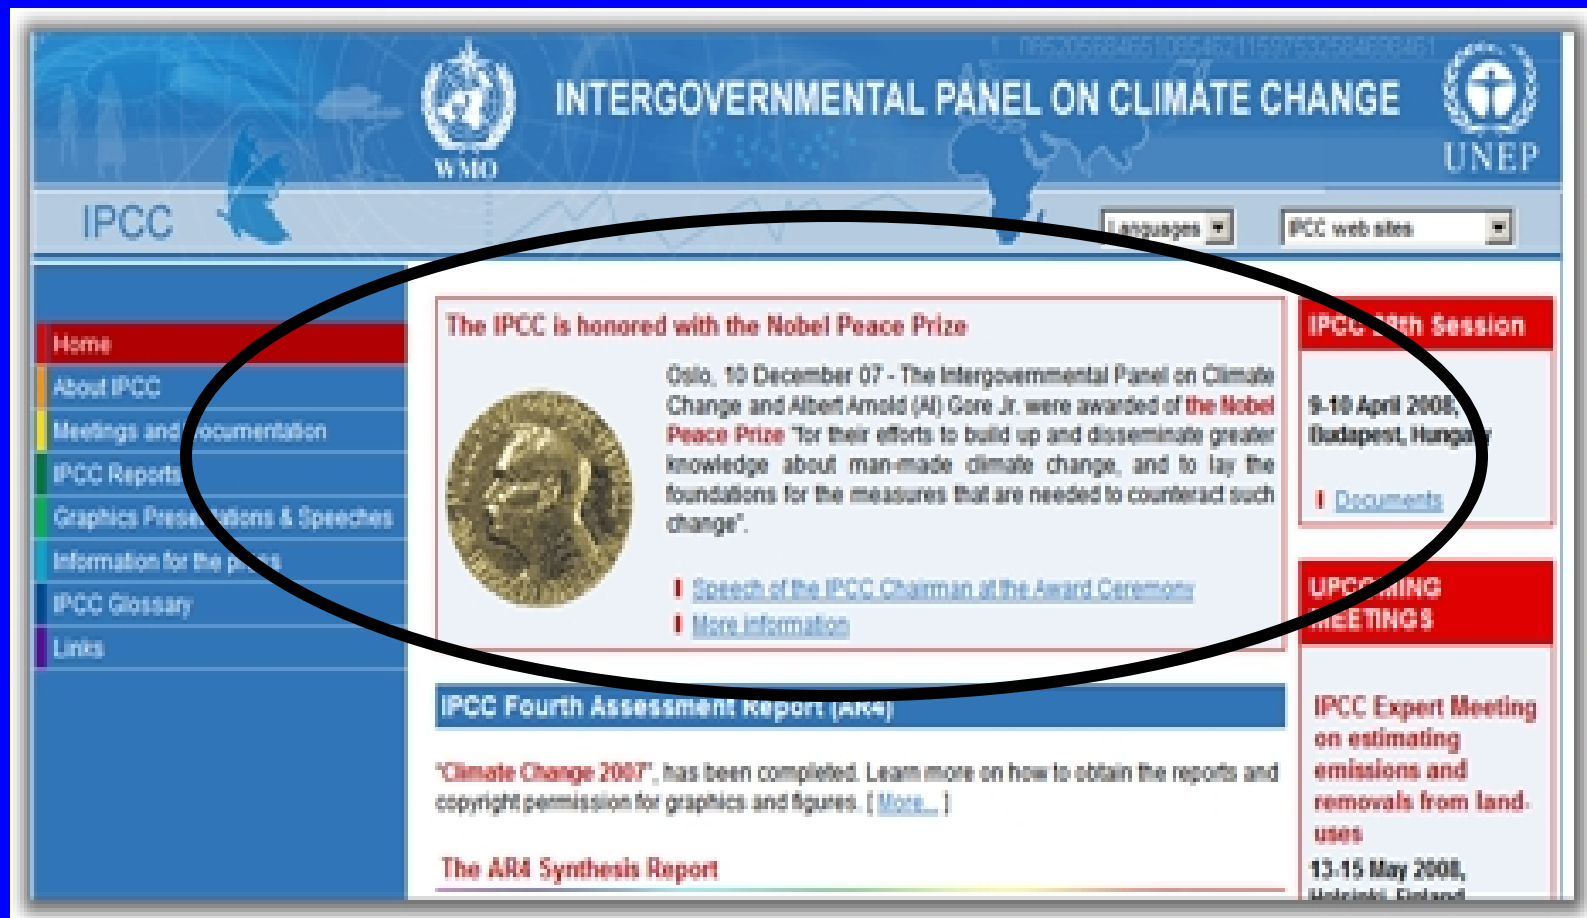 INTERGOVERNMENTAL PANEL ON CLIMATE CHANGE
WMO
UNEP
IPCC
Languages
IPCC web sites
Home
About IPCC
Meetings and Documentation
IPCC Reports
Graphics Presentations & Speeches
Information for the press
IPCC Glossary
Links
The IPCC is honored with the Nobel Peace Prize
Oslo, 10 December 07 - The Intergovernmental Panel on Climate
Change and Albert Arnold (Al) Gore Jr. were awarded of the Nobel
Peace Prize "for their efforts to build up and disseminate greater
knowledge about man-made climate change, and to lay the
foundations for the measures that are needed to counteract such
change".
Speech of the IPCC Chairman at the Award Ceremony
More information
IPCC Fourth Assessment Report (AR4)
"Climate Change 2007", has been completed. Learn more on how to obtain the reports and
copyright permission for graphics and figures. [ More... ]
The AR4 Synthesis Report
IPCC Session
9-10 April 2008,
Budapest, Hungary
Documents
UPCOMING
MEETINGS
IPCC Expert Meeting
on estimating
emissions and
removals from land-
uses
13-15 May 2008,
Helsinki, Finland